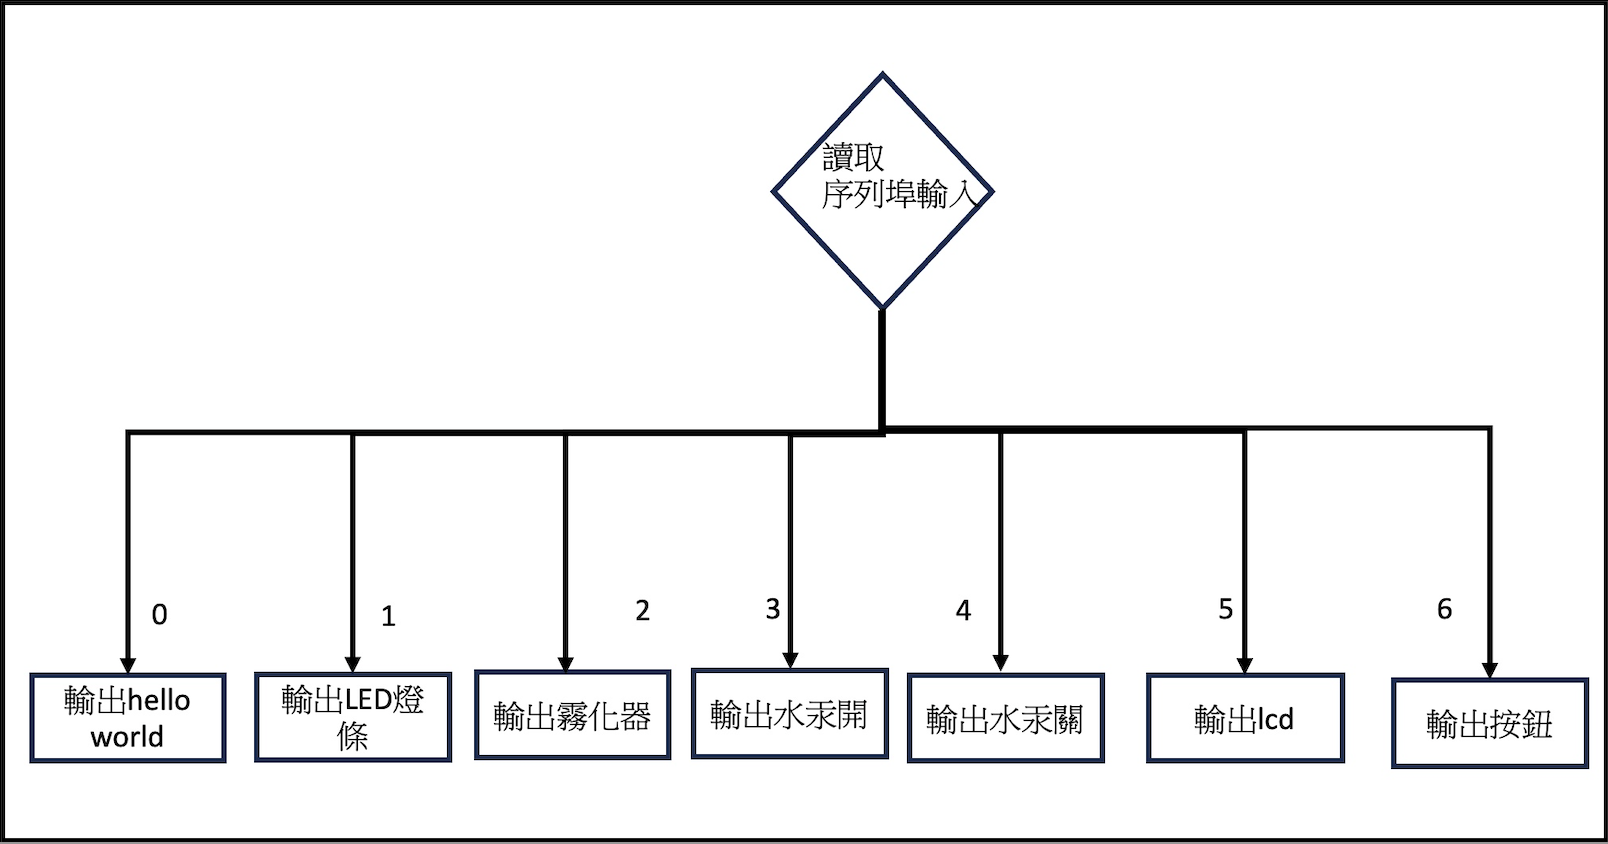 讀取
序列埠輸入
0
1
2
3
4
5
6
輸出hello
world
輸出LED燈
條
輸出霧化器
輸出水汞開
輸出水汞關
輸出lcd
輸出按鈕